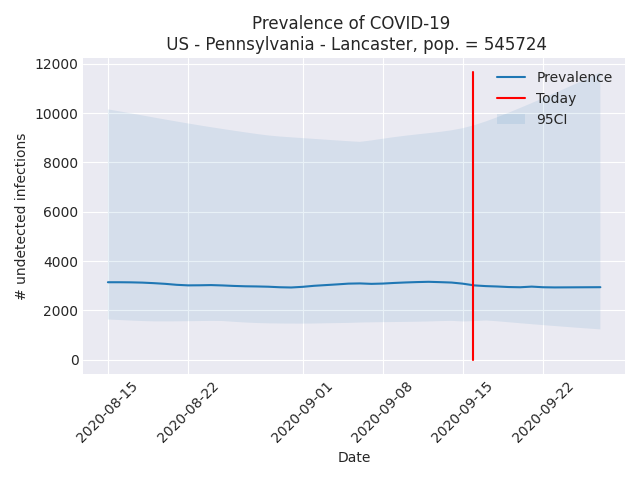 Prevalence of COVID-19
US - Pennsylvania - Lancaster, pop. = 545724
12000
10000
8000
6000
4000
2000
0
# undetected infections
Prevalence
Today
95CI
2020-08-15
2020-08-22
2020-09-01
2020-09-08
2020-09-15
2020-09-22
Date